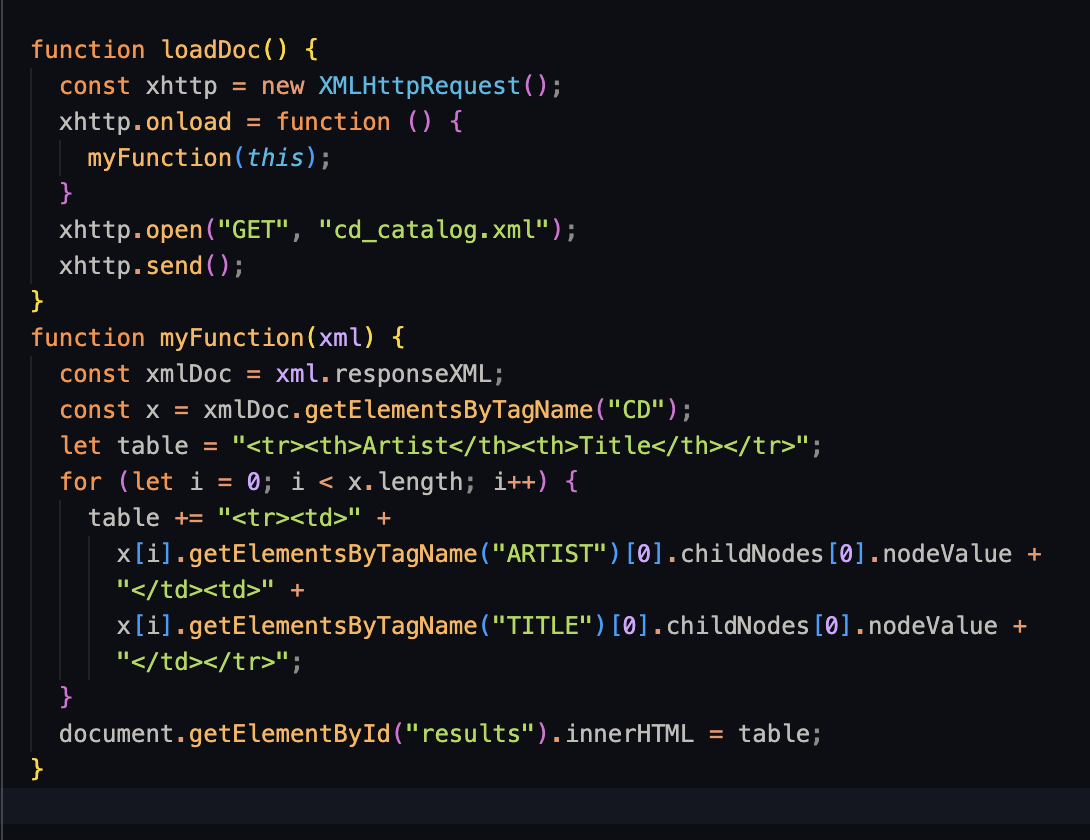 function loadDoc() {
  const xhttp = new XMLHttpRequest();
  xhttp.onload = function () {
    myFunction(this);
  }
  xhttp.open("GET", "cd_catalog.xml");
  xhttp.send();
}
function myFunction(xml) {
  const xmlDoc = xml.responseXML;
  const x = xmlDoc.getElementsByTagName("CD");
  let table = "<tr><th>Artist</th><th>Title</th></tr>";
  for (let i = 0; i < x.length; i++) {
    table += "<tr><td>" +
      x[i].getElementsByTagName("ARTIST")[0].childNodes[0].nodeValue +
      "</td><td>" +
      x[i].getElementsByTagName("TITLE")[0].childNodes[0].nodeValue +
      "</td></tr>";
  }
  document.getElementById("results").innerHTML = table;
}